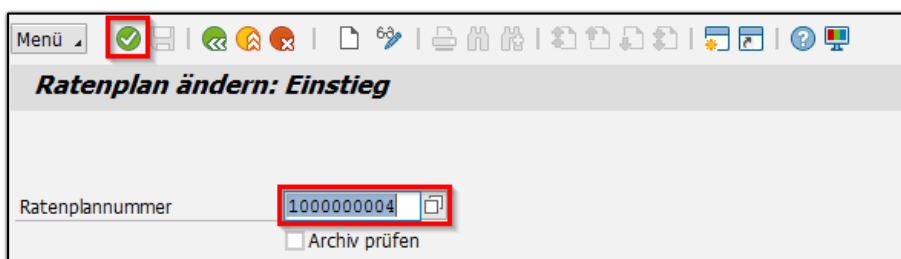 Menü
Ratenplan ändern: Einstieg
Ratenplannummer 1000000004
Archiv prüfen